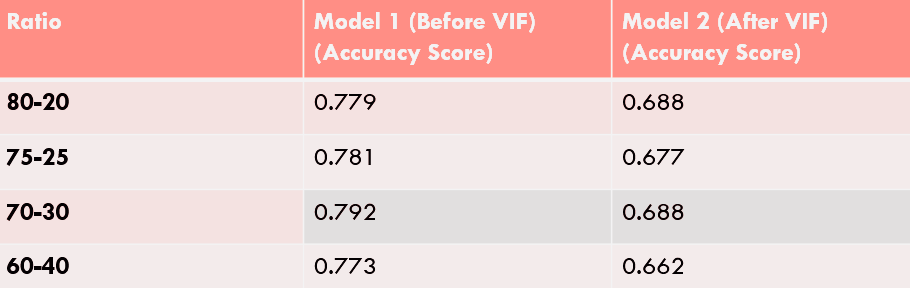 Ratio Model 1 (Before VIF) Model 2 (After VIF)
(Accuracy Score) (Accuracy Score)
80-20 0.779 0.688
75-25 0.781 0.677
70-30 0.792 0.688
60-40 0.773 0.662